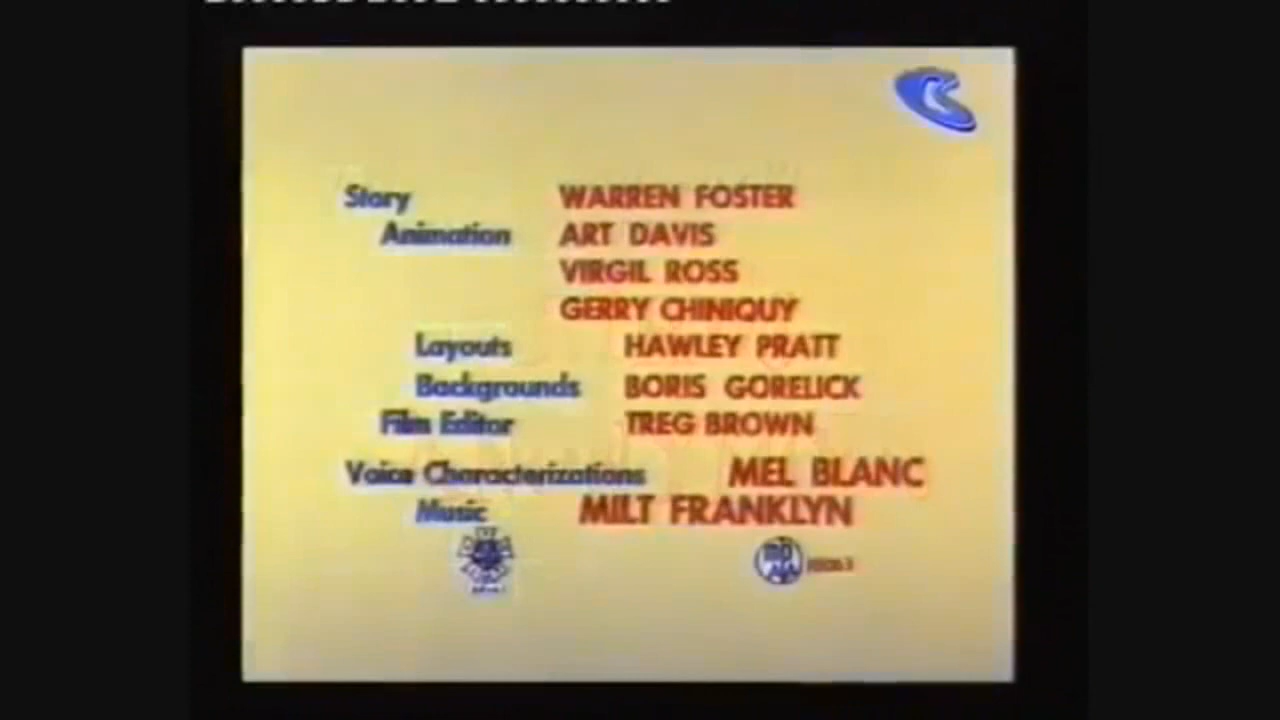 Story WARREN FOSTER
Animation ART DAVIS
VIRGIL ROSS
GERRY CHINIQUY
Layouts HAWLEY PRATT
Backgrounds BORIS GORELICK
Film Editor TREG BROWN
Voice Characterizations MEL BLANC
Music MILT FRANKLYN